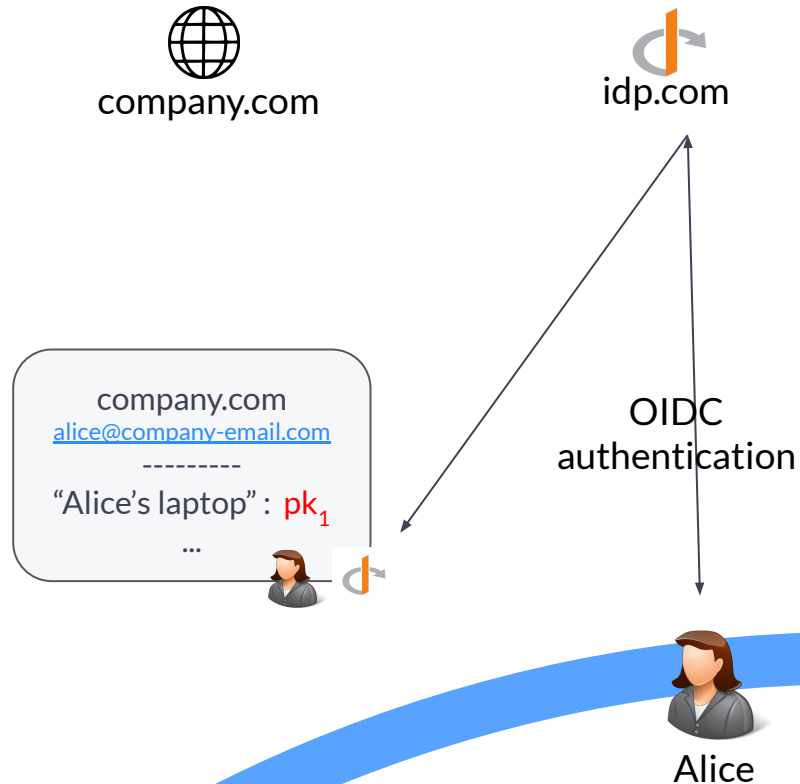 company.com
idp.com
company.com
alice@company-email.com
---------
“Alice’s laptop” : pk1
...
OIDC
authentication
Alice